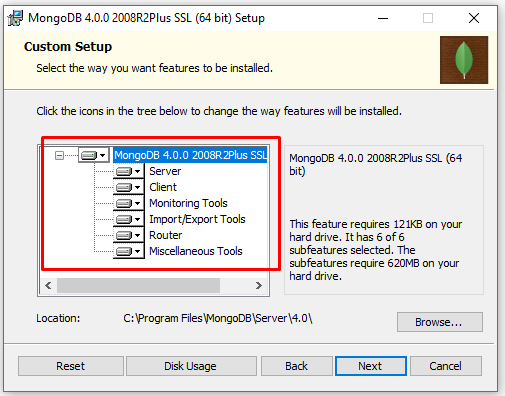 MongoDB 4.0.0 2008R2Plus SSL (64 bit) Setup
Custom Setup
Select the way you want features to be installed.
Click the icons in the tree below to change the way features will be installed.
MongoDB 4.0.0 2008R2Plus SSL
Server
Client
Monitoring Tools
Import/Export Tools
Router
Miscellaneous Tools
MongoDB 4.0.0 2008R2Plus SSL (64
bit)
This feature requires 121KB on your
hard drive. It has 6 of 6
subfeatures selected. The
subfeatures require 620MB on your
hard drive.
Location: C:\Program Files\MongoDB\Server\4.0\
Browse...
Reset Disk Usage Back Next Cancel